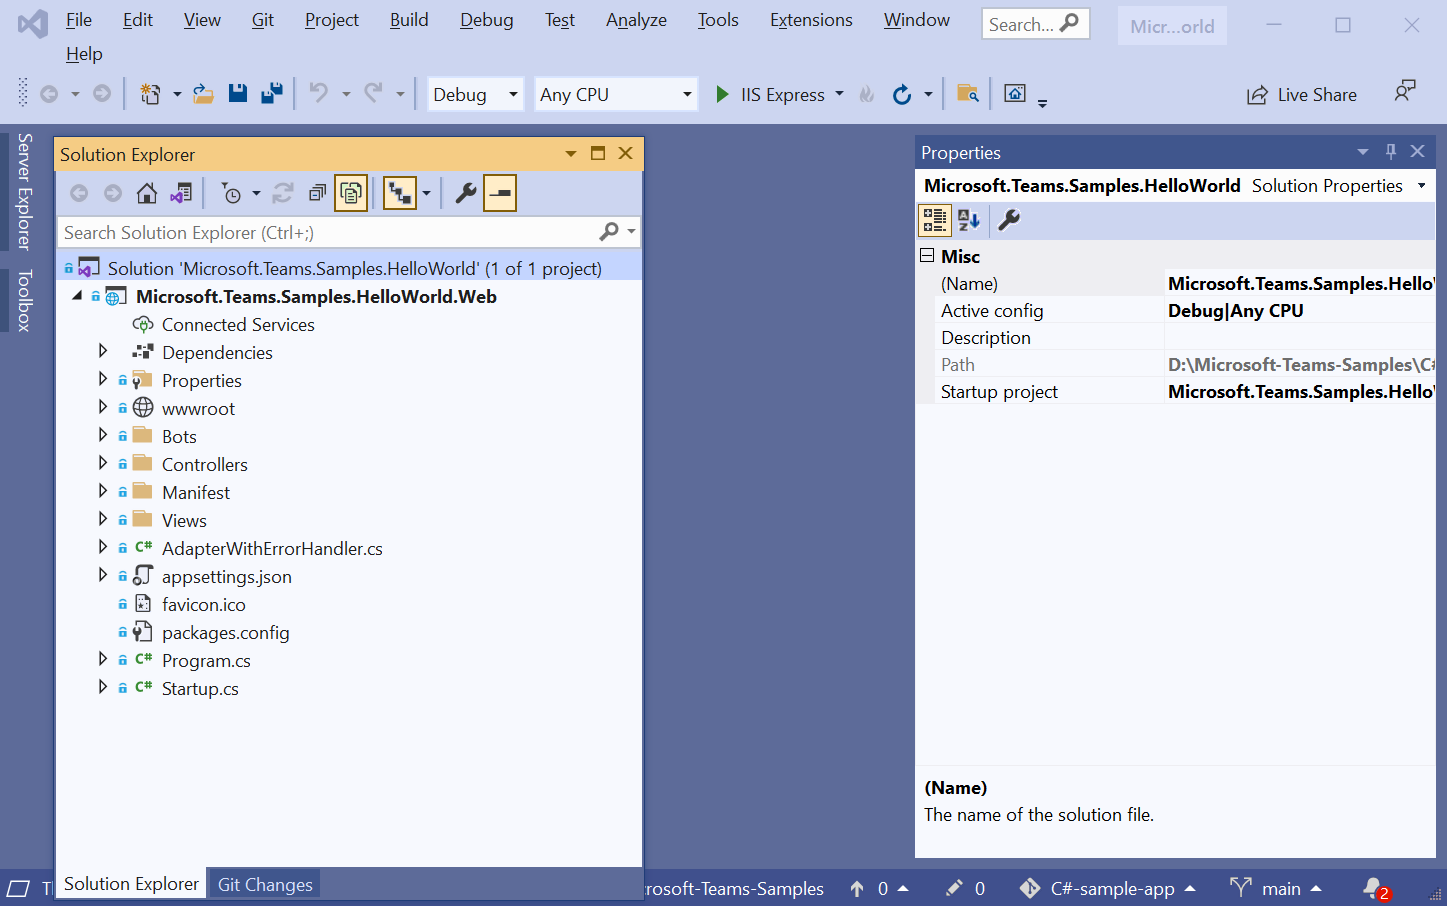 File Edit View Git Project Build Debug Test Analyze Tools Extensions Window Search... Micr...orld
Help
Debug Any CPU IIS Express Live Share
Server Explorer
Toolbox
Solution Explorer
Search Solution Explorer (Ctrl+;)
Solution 'Microsoft.Teams.Samples.HelloWorld' (1 of 1 project)
Microsoft.Teams.Samples.HelloWorld.Web
Connected Services
Dependencies
Properties
wwwroot
Bots
Controllers
Manifest
Views
C# AdapterWithErrorHandler.cs
appsettings.json
favicon.ico
packages.config
C# Program.cs
C# Startup.cs
Solution Explorer Git Changes
Properties
Microsoft.Teams.Samples.HelloWorld Solution Properties
Misc
(Name) Microsoft.Teams.Samples.Hello
Active config Debug|Any CPU
Description
Path D:\Microsoft-Teams-Samples\C#
Startup project Microsoft.Teams.Samples.Hello
(Name)
The name of the solution file.
crosoft-Teams-Samples 0 0 C#-sample-app main 2